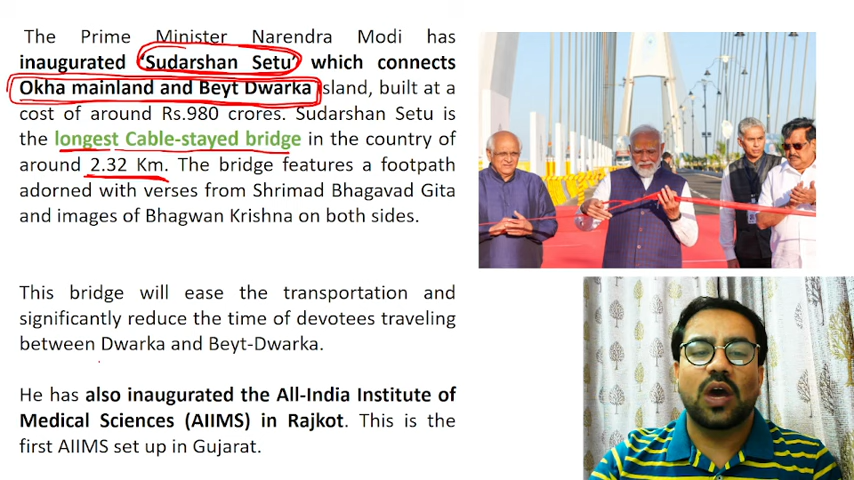 The Prime Minister Narendra Modi has
inaugurated 'Sudarshan Setu' which connects
Okha mainland and Beyt Dwarka island, built at a
cost of around Rs.980 crores. Sudarshan Setu is
the longest Cable-stayed bridge in the country of
around 2.32 Km. The bridge features a footpath
adorned with verses from Shrimad Bhagavad Gita
and images of Bhagwan Krishna on both sides.
This bridge will ease the transportation and
significantly reduce the time of devotees traveling
between Dwarka and Beyt-Dwarka.
He has also inaugurated the All-India Institute of
Medical Sciences (AIIMS) in Rajkot. This is the
first AIIMS set up in Gujarat.